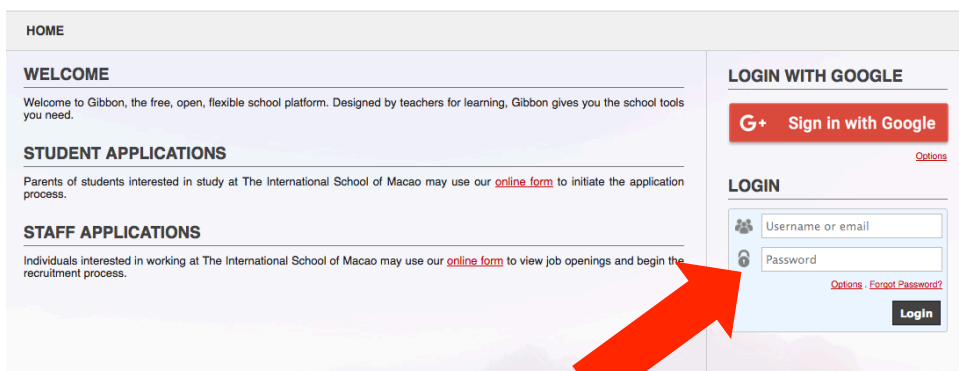 HOME
WELCOME
Welcome to Gibbon, the free, open, flexible school platform. Designed by teachers for learning, Gibbon gives you the school tools
you need.
STUDENT APPLICATIONS
Parents of students interested in study at The International School of Macao may use our online form to initiate the application
process.
STAFF APPLICATIONS
Individuals interested in working at The International School of Macao may use our online form to view job openings and begin the
recruitment process.
LOGIN WITH GOOGLE
G+ Sign in with Google
Options
LOGIN
Username or email
Password
Options . Forgot Password?
Login